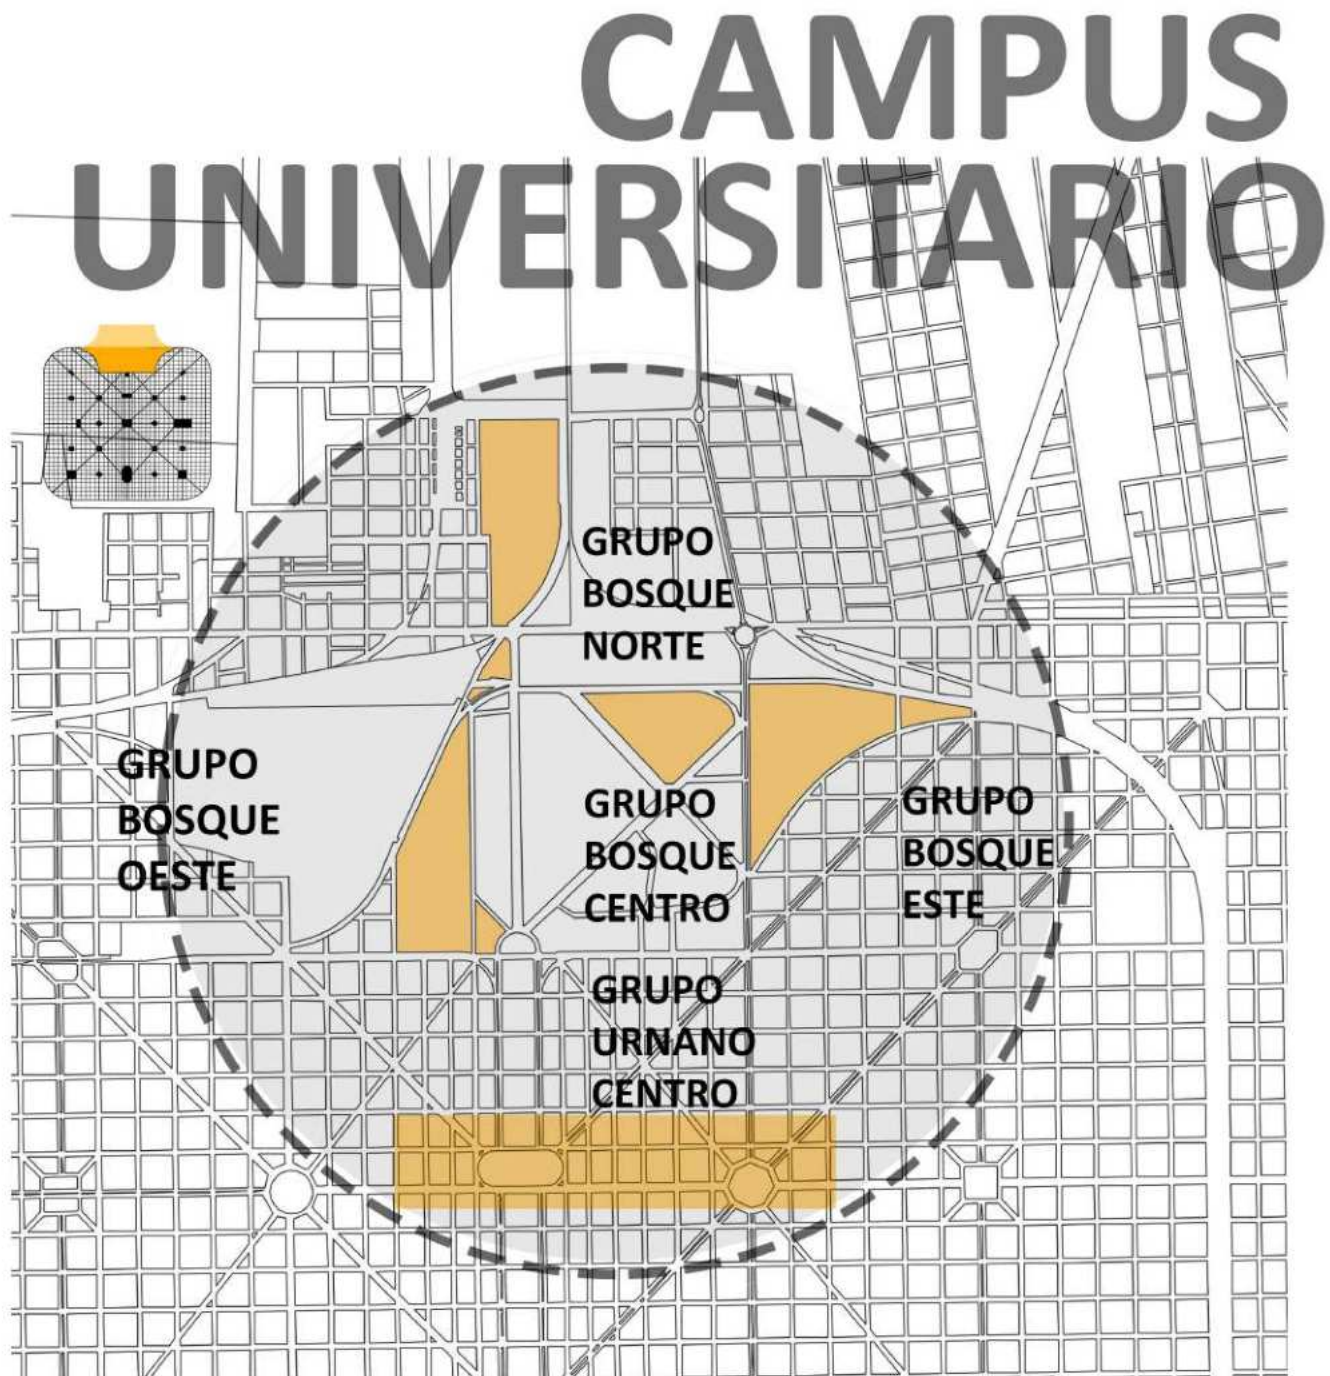 CAMPUS
UNIVERSITARIO
GRUPO
BOSQUE
NORTE
GRUPO
BOSQUE
OESTE
GRUPO
BOSQUE
CENTRO
GRUPO
BOSQUE
ESTE
GRUPO
URNANO
CENTRO